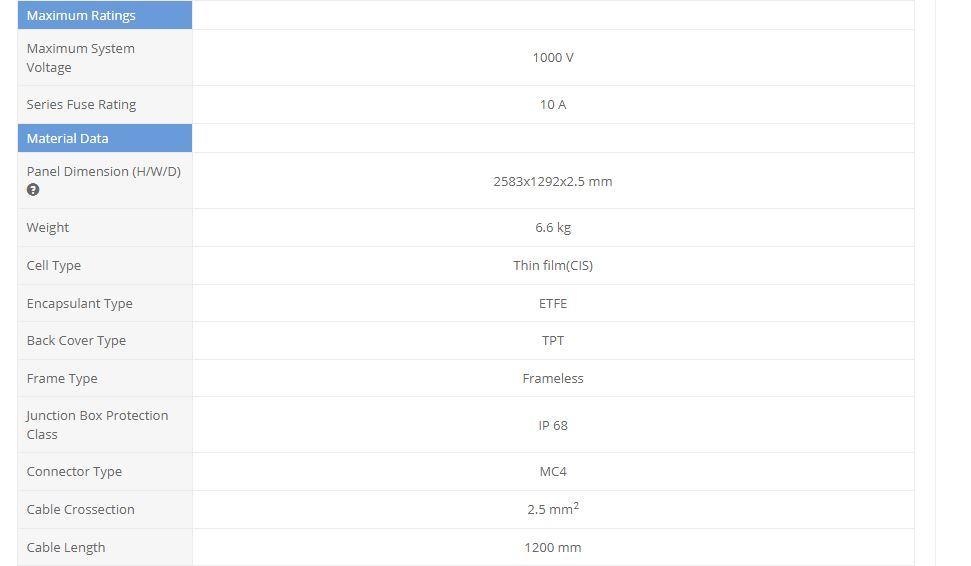 Maximum Ratings
Maximum System
Voltage
1000 V
Series Fuse Rating
10 A
Material Data
Panel Dimension (H/W/D)
?
2583x1292x2.5 mm
Weight
6.6 kg
Cell Type
Thin film(CIS)
Encapsulant Type
ETFE
Back Cover Type
TPT
Frame Type
Frameless
Junction Box Protection
Class
IP 68
Connector Type
MC4
Cable Crossection
2.5 mm²
Cable Length
1200 mm